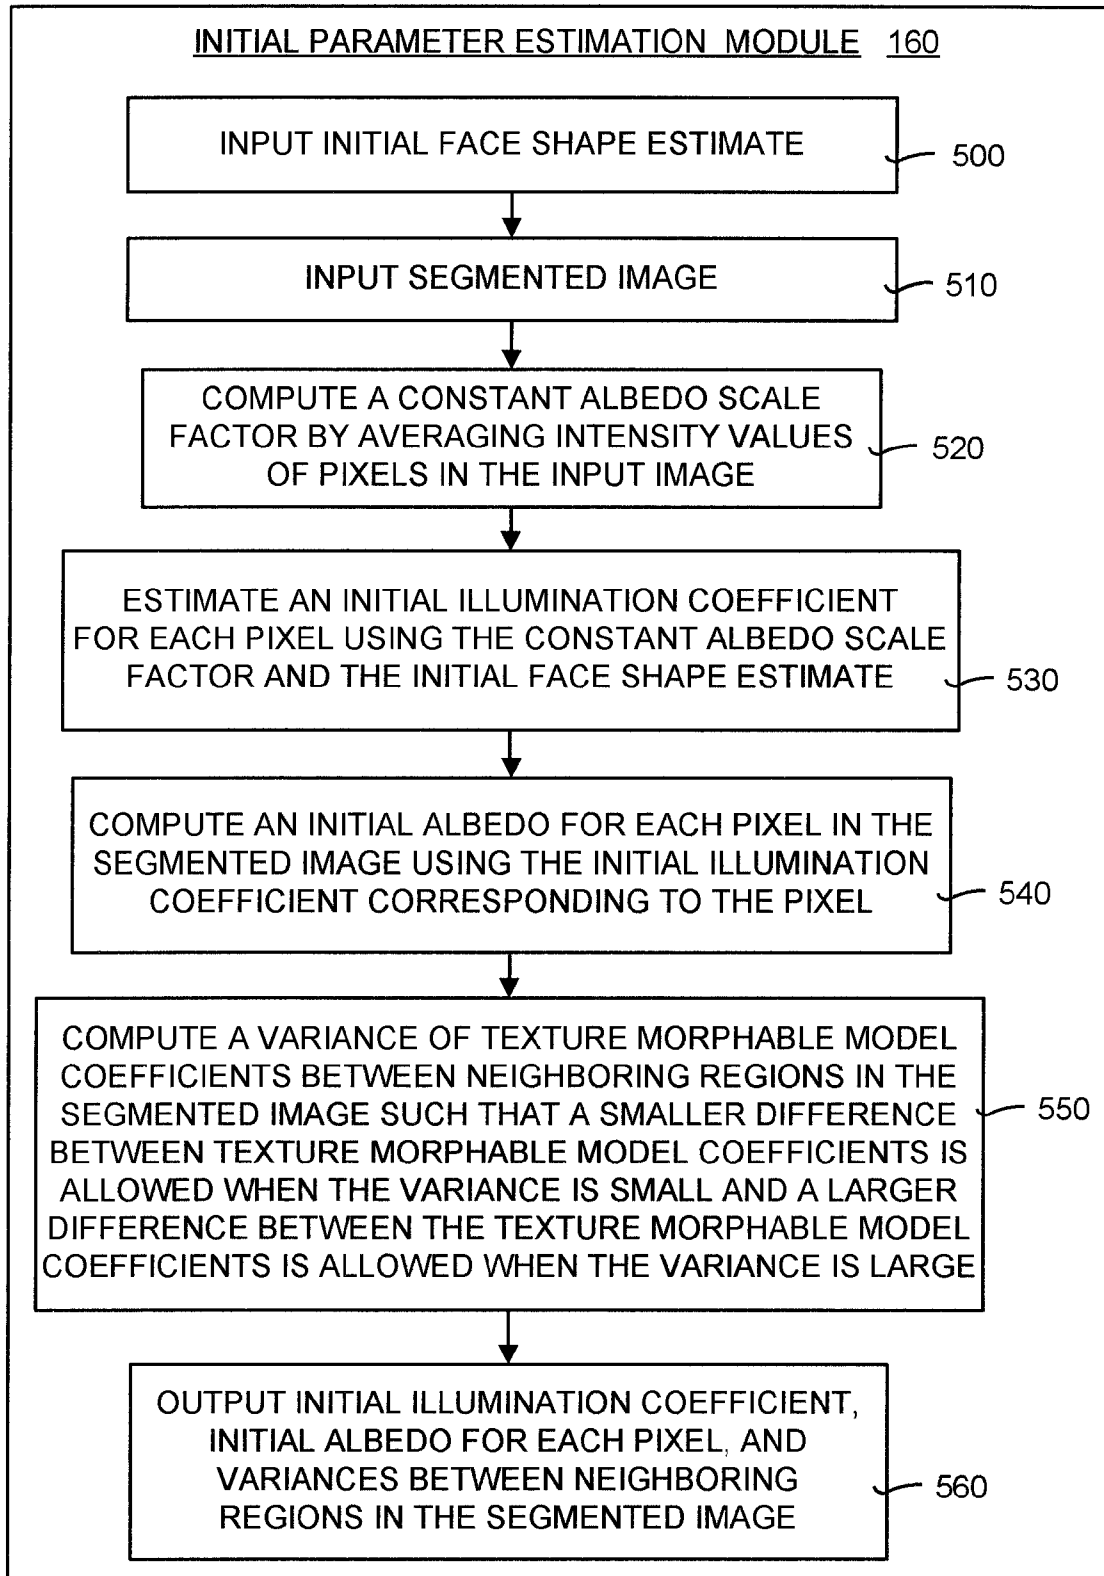 INITIAL PARAMETER ESTIMATION MODULE 160
INPUT INITIAL FACE SHAPE ESTIMATE
500
INPUT SEGMENTED IMAGE
510
COMPUTE A CONSTANT ALBEDO SCALE
FACTOR BY AVERAGING INTENSITY VALUES
OF PIXELS IN THE INPUT IMAGE
520
ESTIMATE AN INITIAL ILLUMINATION COEFFICIENT
FOR EACH PIXEL USING THE CONSTANT ALBEDO SCALE
FACTOR AND THE INITIAL FACE SHAPE ESTIMATE
530
COMPUTE AN INITIAL ALBEDO FOR EACH PIXEL IN THE
SEGMENTED IMAGE USING THE INITIAL ILLUMINATION
COEFFICIENT CORRESPONDING TO THE PIXEL
540
COMPUTE A VARIANCE OF TEXTURE MORPHABLE MODEL
COEFFICIENTS BETWEEN NEIGHBORING REGIONS IN THE
SEGMENTED IMAGE SUCH THAT A SMALLER DIFFERENCE
BETWEEN TEXTURE MORPHABLE MODEL COEFFICIENTS IS
ALLOWED WHEN THE VARIANCE IS SMALL AND A LARGER
DIFFERENCE BETWEEN THE TEXTURE MORPHABLE MODEL
COEFFICIENTS IS ALLOWED WHEN THE VARIANCE IS LARGE
550
OUTPUT INITIAL ILLUMINATION COEFFICIENT,
INITIAL ALBEDO FOR EACH PIXEL, AND
VARIANCES BETWEEN NEIGHBORING
REGIONS IN THE SEGMENTED IMAGE
560